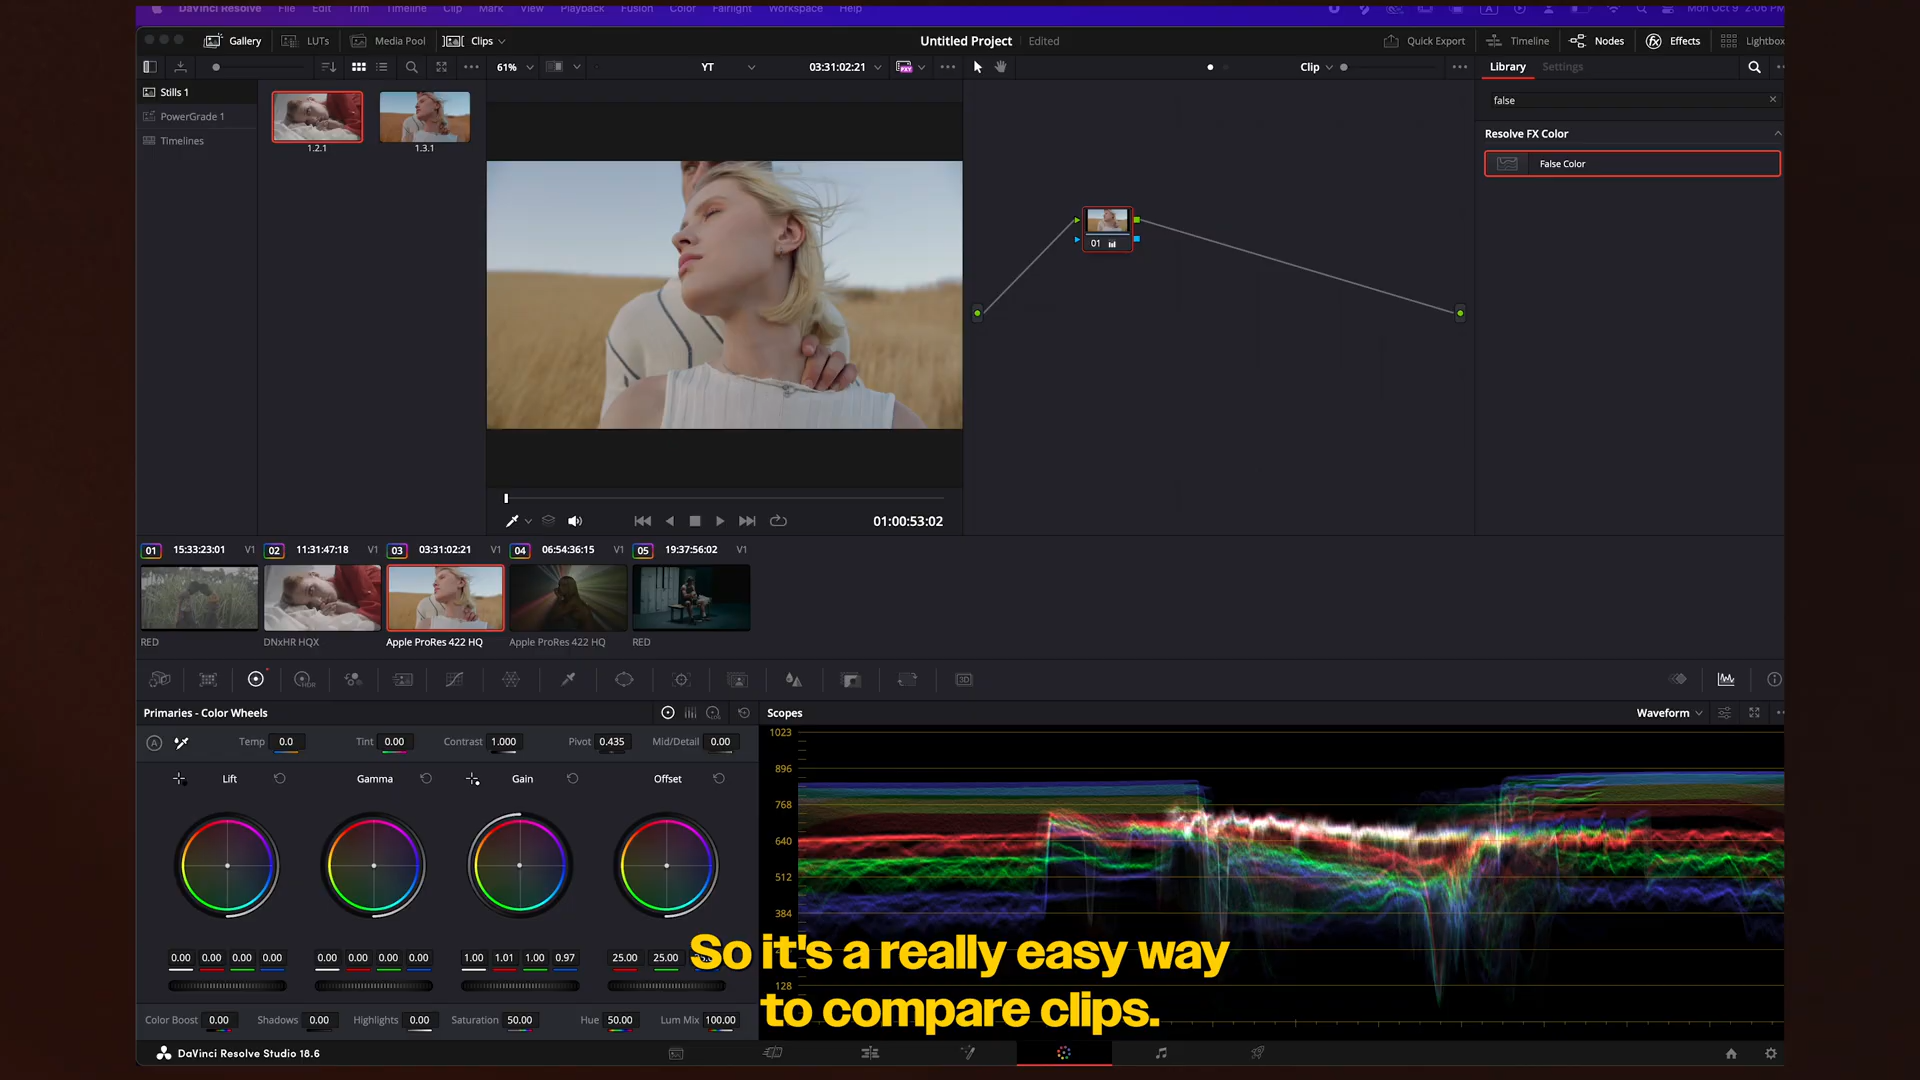 DaVinci Resolve File Edit Trim Timeline Clip Mark View Playback Fusion Color Fairlight Workspace Help Mon Oct 9 2:06 PM
Gallery LUTs Media Pool Clips Untitled Project Edited Quick Export Timeline Nodes Effects Lightbox
61% YT 03:31:02:21 Clip Library Settings
Stills 1
PowerGrade 1
Timelines
1.2.1 1.3.1
false
Resolve FX Color
False Color
01
01:00:53:02
01 15:33:23:01 V1 02 11:31:47:18 V1 03 03:31:02:21 V1 04 06:54:36:15 V1 05 19:37:56:02 V1
RED DNxHR HQX Apple ProRes 422 HQ Apple ProRes 422 HQ RED
HDR 3D
Primaries - Color Wheels Scopes Waveform
A Temp 0.0 Tint 0.00 Contrast 1.000 Pivot 0.435 Mid/Detail 0.00
Lift Gamma Gain Offset
0.00 0.00 0.00 0.00 0.00 0.00 0.00 0.00 1.00 1.01 1.00 0.97 25.00 25.00
Color Boost 0.00 Shadows 0.00 Highlights 0.00 Saturation 50.00 Hue 50.00 Lum Mix 100.00
1023
896
768
640
512
384
128
So it's a really easy way
to compare clips.
DaVinci Resolve Studio 18.6